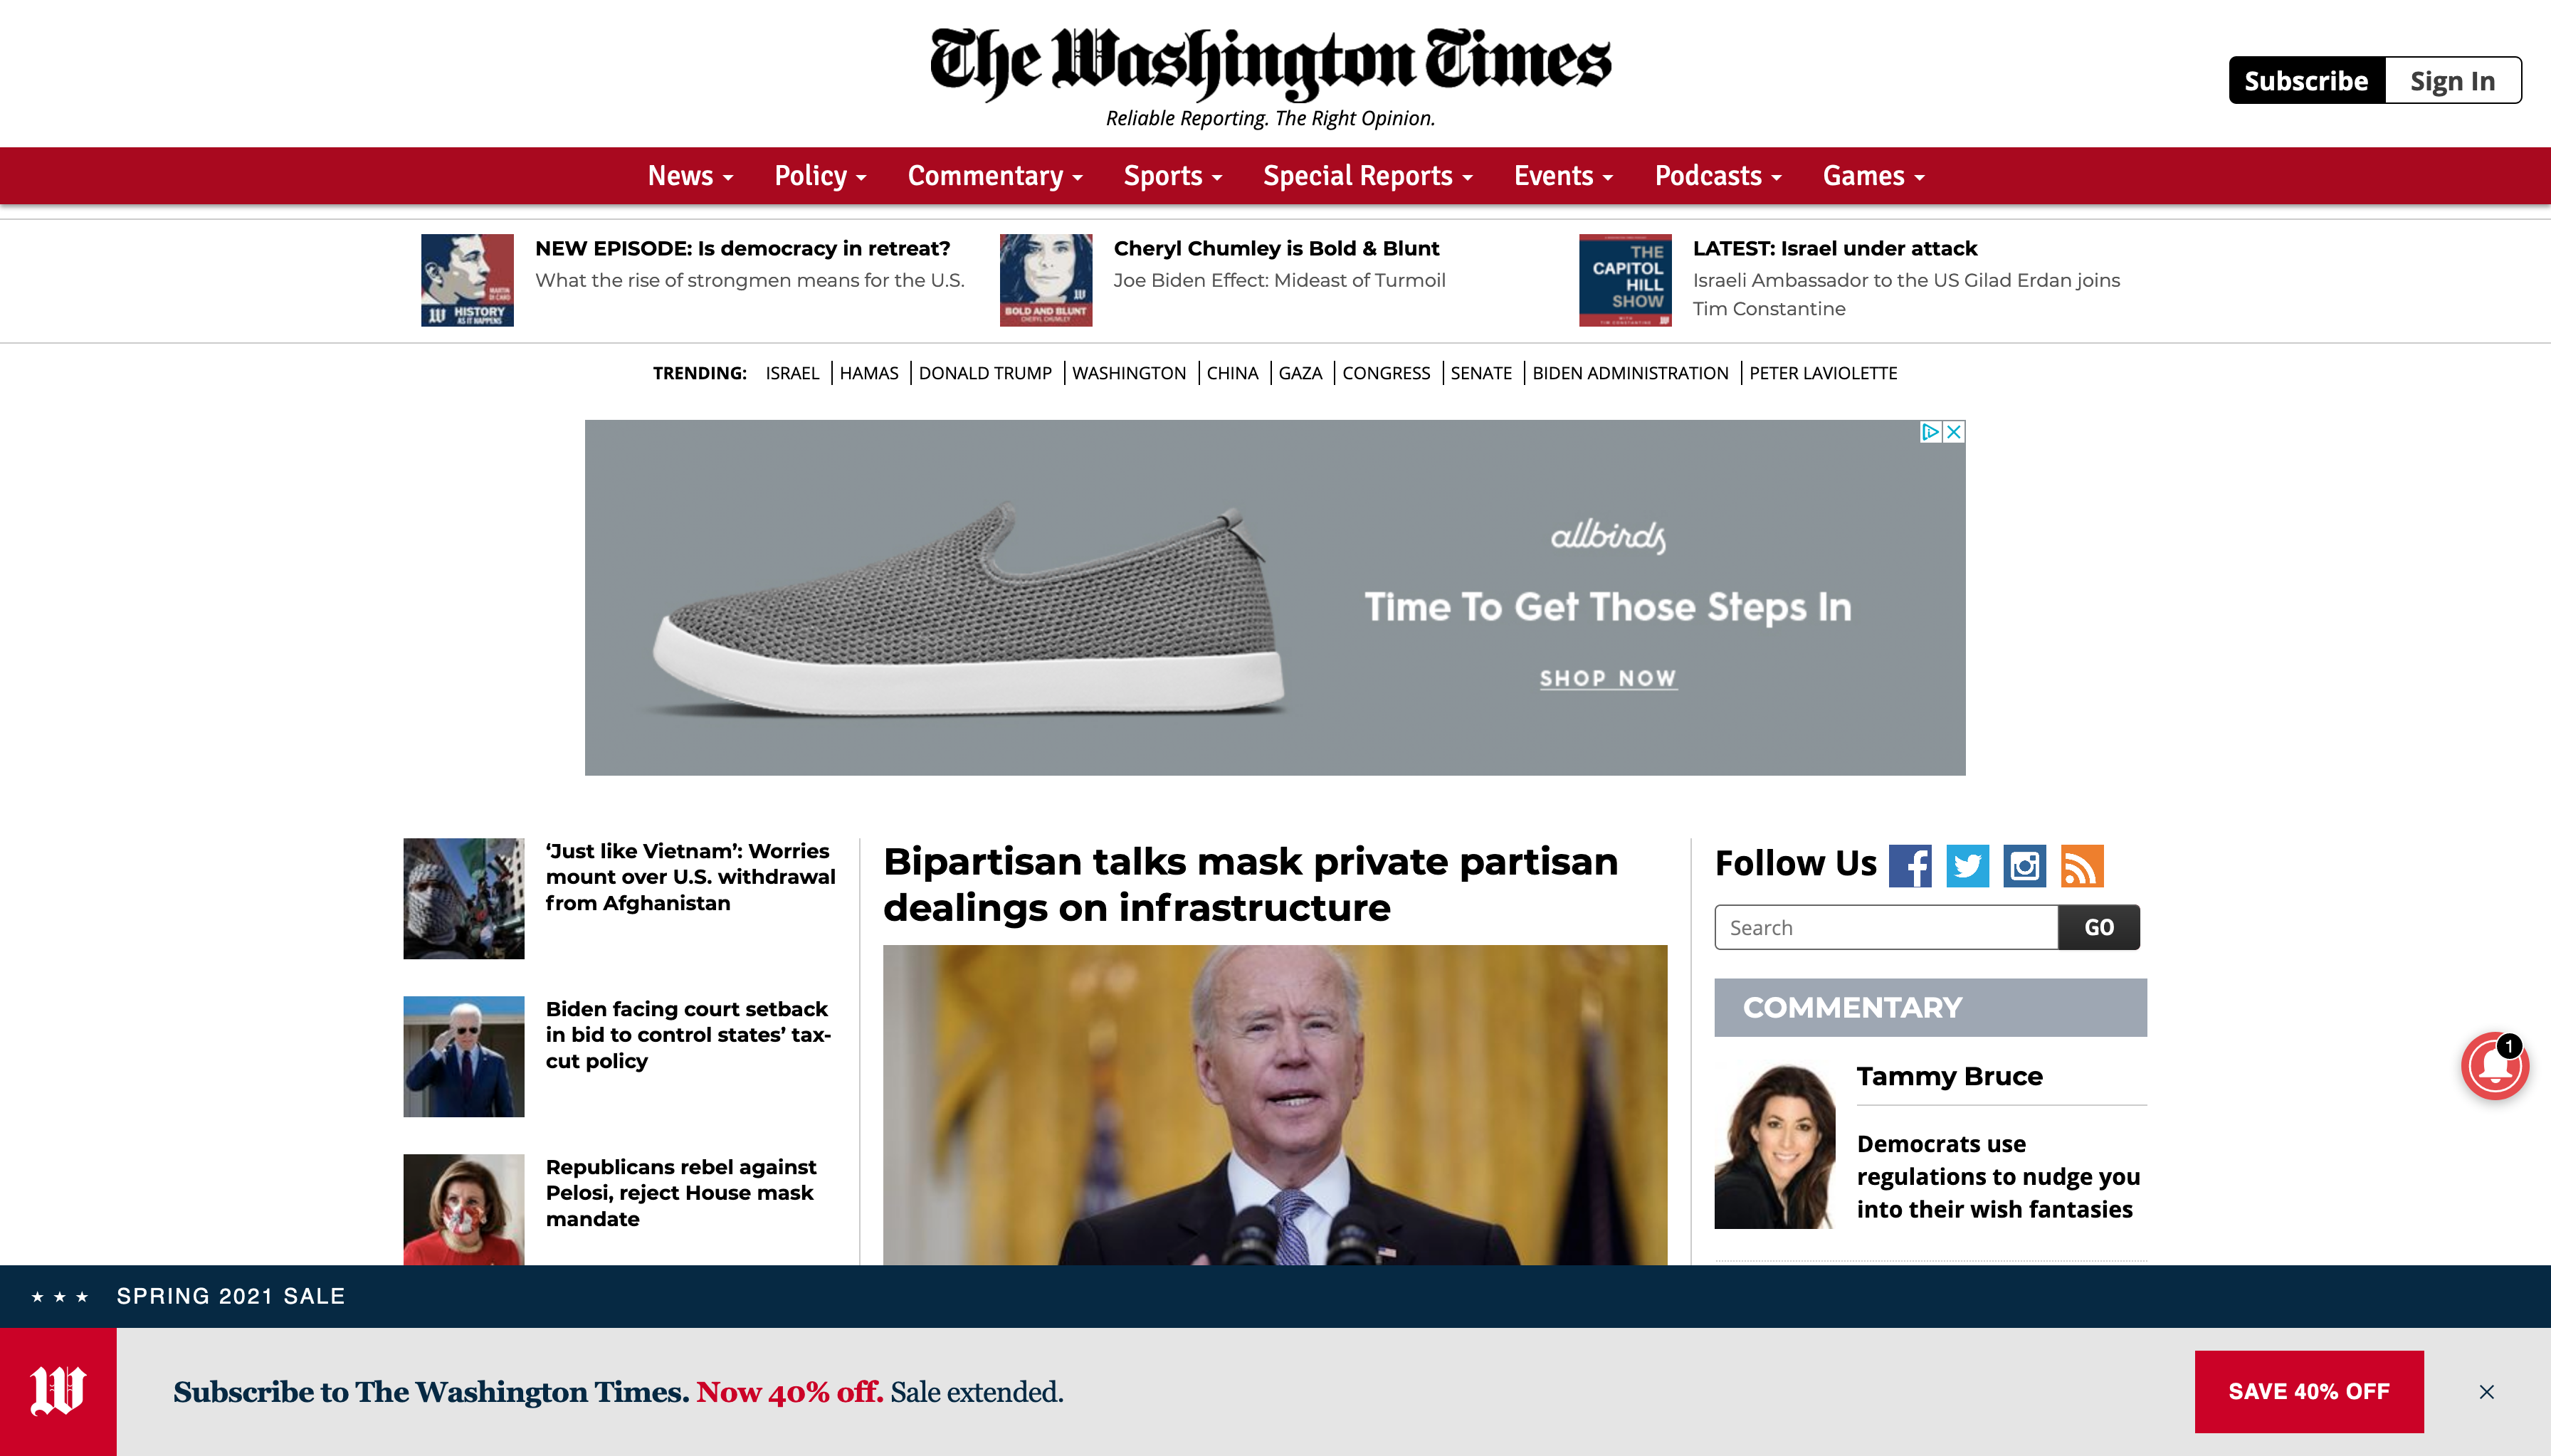 The Washington Times
Reliable Reporting. The Right Opinion.
Subscribe
Sign In
News
Policy
Commentary
Sports
Special Reports
Events
Podcasts
Games
MARTIN
DI CARO
HISTORY
AS IT HAPPENS
NEW EPISODE: Is democracy in retreat?
What the rise of strongmen means for the U.S.
BOLD AND BLUNT
CHERYL CHUMLEY
Cheryl Chumley is Bold & Blunt
Joe Biden Effect: Mideast of Turmoil
THE
CAPITOL
HILL
SHOW
WITH
TIM CONSTANTINE
LATEST: Israel under attack
Israeli Ambassador to the US Gilad Erdan joins
Tim Constantine
TRENDING: ISRAEL HAMAS DONALD TRUMP WASHINGTON CHINA GAZA CONGRESS SENATE BIDEN ADMINISTRATION PETER LAVIOLETTE
allbirds
Time To Get Those Steps In
SHOP NOW
‘Just like Vietnam’: Worries
mount over U.S. withdrawal
from Afghanistan
Biden facing court setback
in bid to control states’ tax-
cut policy
Republicans rebel against
Pelosi, reject House mask
mandate
Bipartisan talks mask private partisan
dealings on infrastructure
Follow Us
Search
GO
COMMENTARY
Tammy Bruce
Democrats use
regulations to nudge you
into their wish fantasies
1
SPRING 2021 SALE
W
Subscribe to The Washington Times. Now 40% off. Sale extended.
SAVE 40% OFF